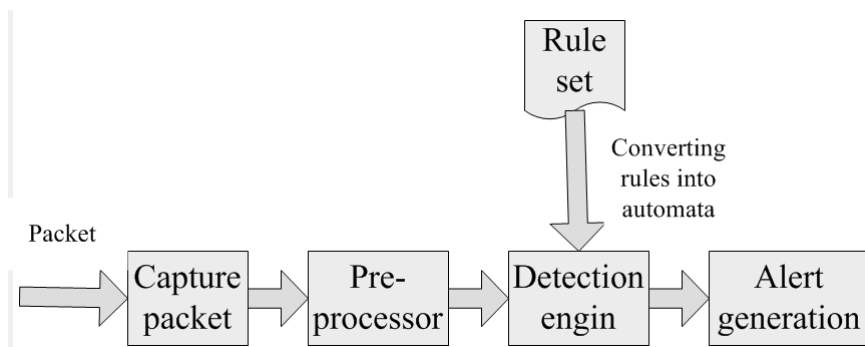 Rule
set
Converting
rules into
automata
Packet
Capture
packet
Pre-
processor
Detection
engin
Alert
generation